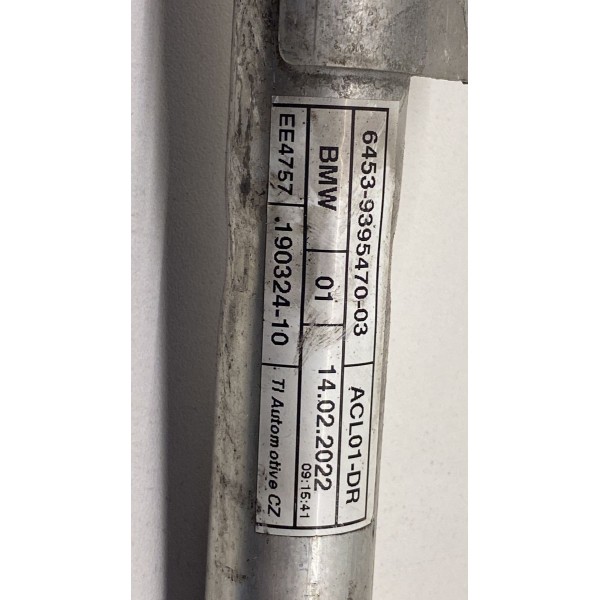 6453-9395470-03 ACL01-DR
BMW 01 14.02.2022 09:15:41
EE4757 .190324-10 TI Automotive CZ